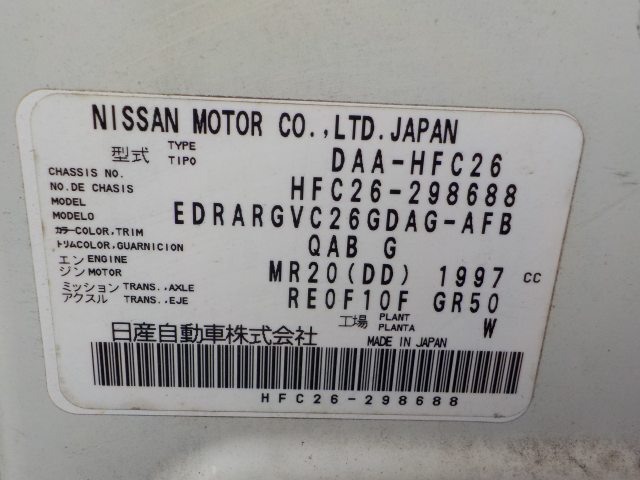 NISSAN MOTOR CO.,LTD.JAPAN
型式 TYPE TIPO DAA-HFC26
CHASSIS NO. NO.DE CHASIS HFC26-298688
MODEL MODELO EDRARGVC26GDAG-AFB
カラー COLOR,TRIM トリム COLOR,GUARNICION QAB G
エンジン ENGINE MOTOR MR20(DD) 1997 CC
ミッション アクスル TRANS.,AXLE TRANS.,EJE RE0F10F GR50
工場 PLANT PLANTA W
日産自動車株式会社 MADE IN JAPAN
HFC26-298688